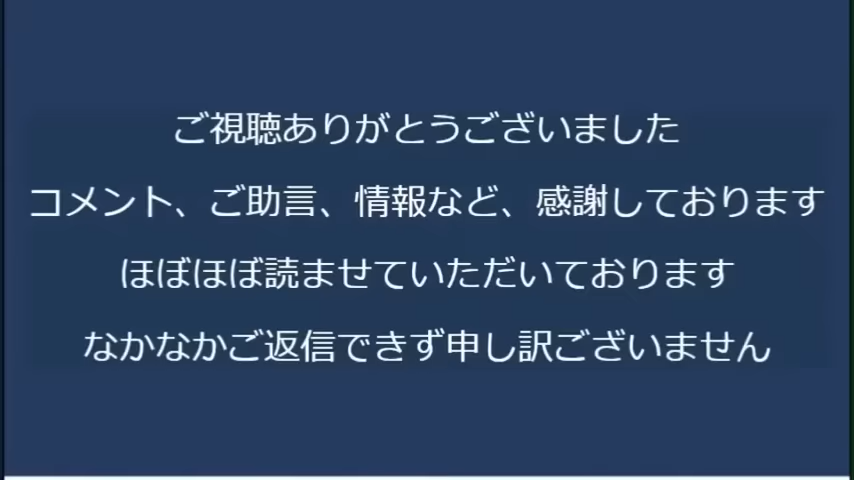 ご視聴ありがとうございました
コメント、ご助言、情報など、感謝しております
ほぼほぼ読ませていただいております
なかなかご返信できず申し訳ございません